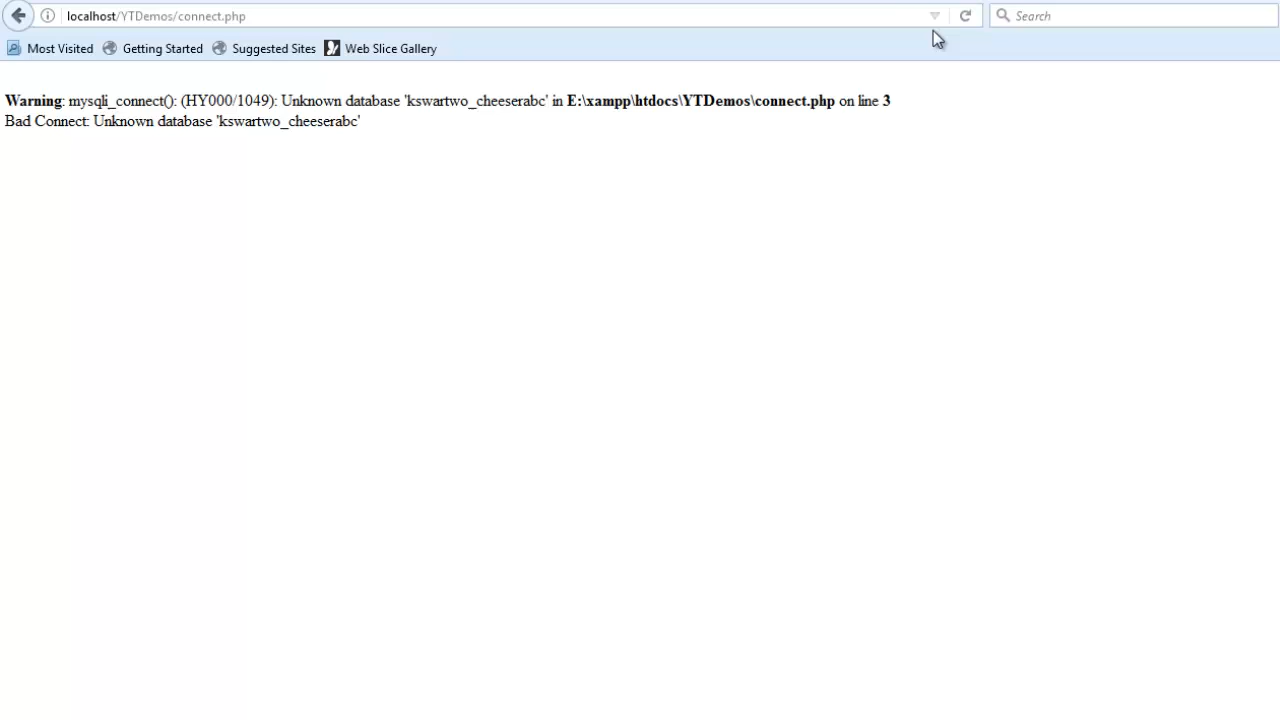 localhost/YTDemos/connect.php
Search
Most Visited Getting Started Suggested Sites Web Slice Gallery
Warning: mysqli_connect(): (HY000/1049): Unknown database 'kswartwo_cheeserabc' in E:\xampp\htdocs\YTDemos\connect.php on line 3
Bad Connect: Unknown database 'kswartwo_cheeserabc'